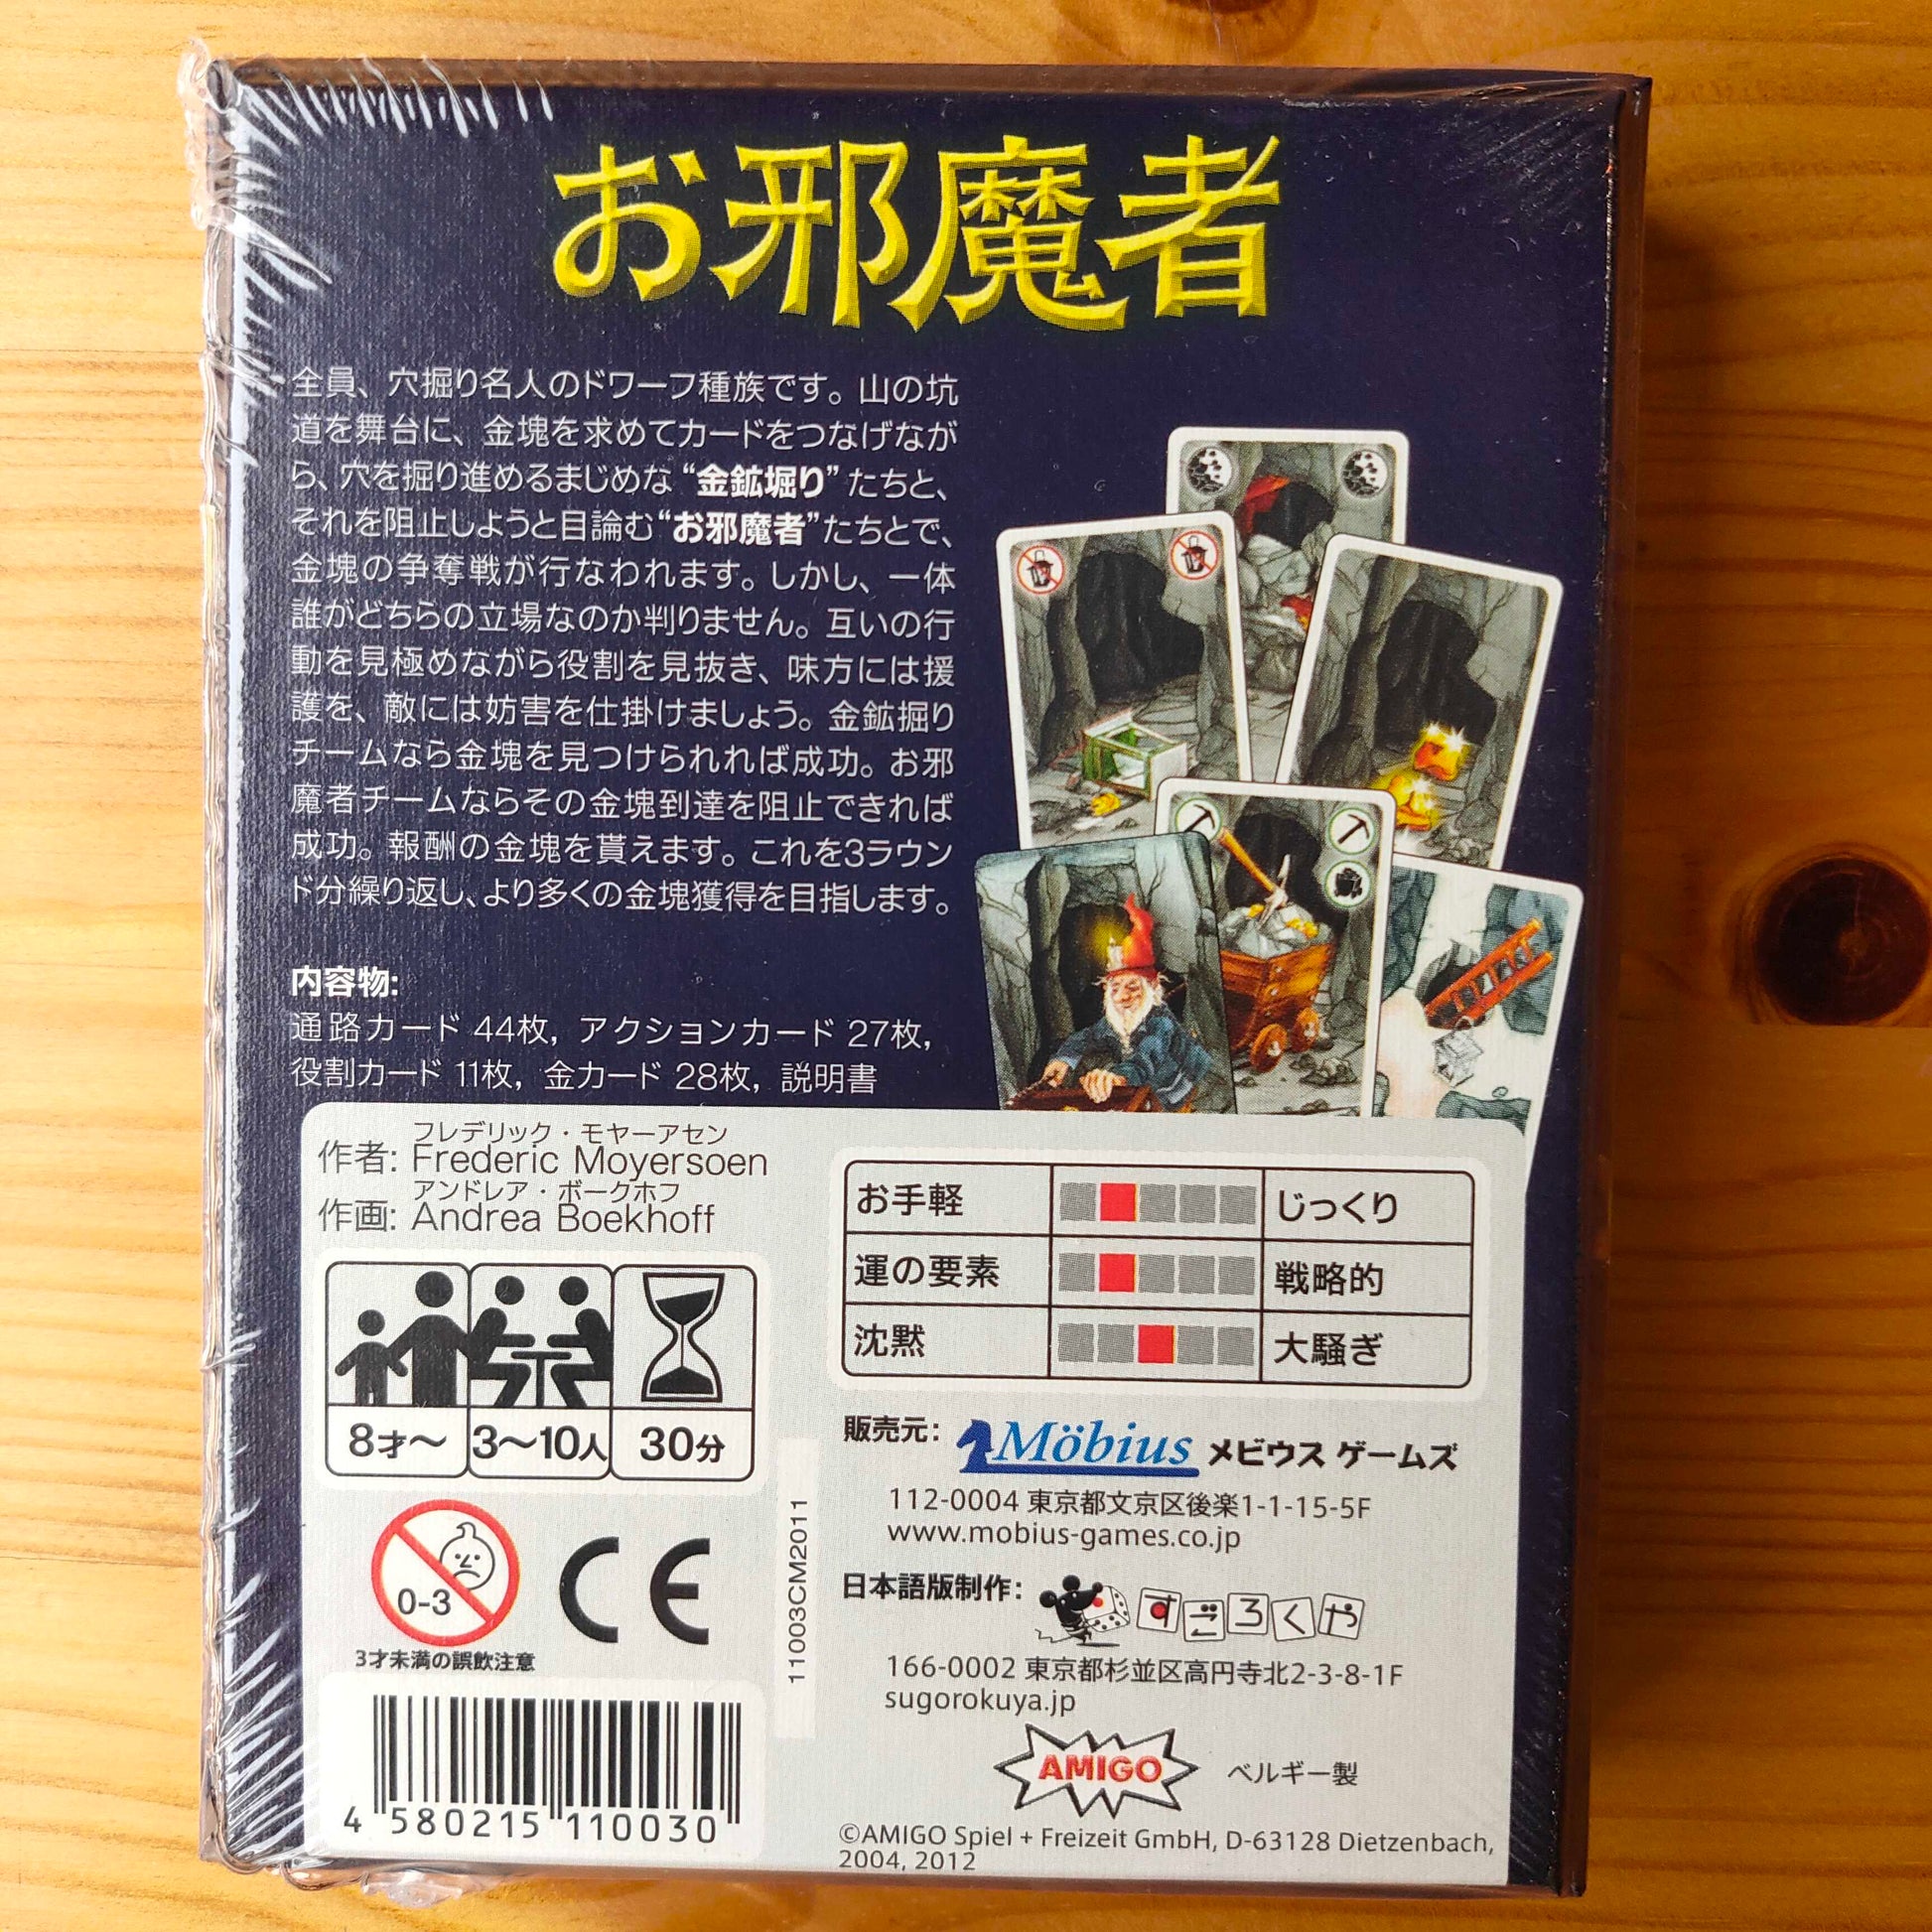 お邪魔者
全員、穴掘り名人のドワーフ種族です。山の坑
道を舞台に、金塊を求めてカードをつなげなが
ら、穴を掘り進めるまじめな“金鉱堀り”たちと、
それを阻止しようと目論む“お邪魔者”たちとで、
金塊の争奪戦が行なわれます。しかし、一体
誰がどちらの立場なのか判りません。互いの行
動を見極めながら役割を見抜き、味方には援
護を、敵には妨害を仕掛けましょう。金鉱掘り
チームなら金塊を見つけられれば成功。お邪
魔者チームならその金塊到達を阻止できれば
成功。報酬の金塊を貰えます。これを3ラウン
ド分繰り返し、より多くの金塊獲得を目指します。
内容物:
通路カード 44枚, アクションカード 27枚,
役割カード 11枚, 金カード 28枚, 説明書
フレデリック・モヤーアセン
作者: Frederic Moyersoen
アンドレア・ボークホフ
作画: Andrea Boekhoff
8才〜 3〜10人 30分
0-3
CE
3才未満の誤飲注意
4 580215 110030
11003CM2011
お手軽 じっくり
運の要素 戦略的
沈黙 大騒ぎ
販売元: Möbius メビウス ゲームズ
112-0004 東京都文京区後楽1-1-15-5F
www.mobius-games.co.jp
日本語版制作: すごろくや
166-0002 東京都杉並区高円寺北2-3-8-1F
sugorokuya.jp
AMIGO ベルギー製
©AMIGO Spiel + Freizeit GmbH, D-63128 Dietzenbach,
2004, 2012